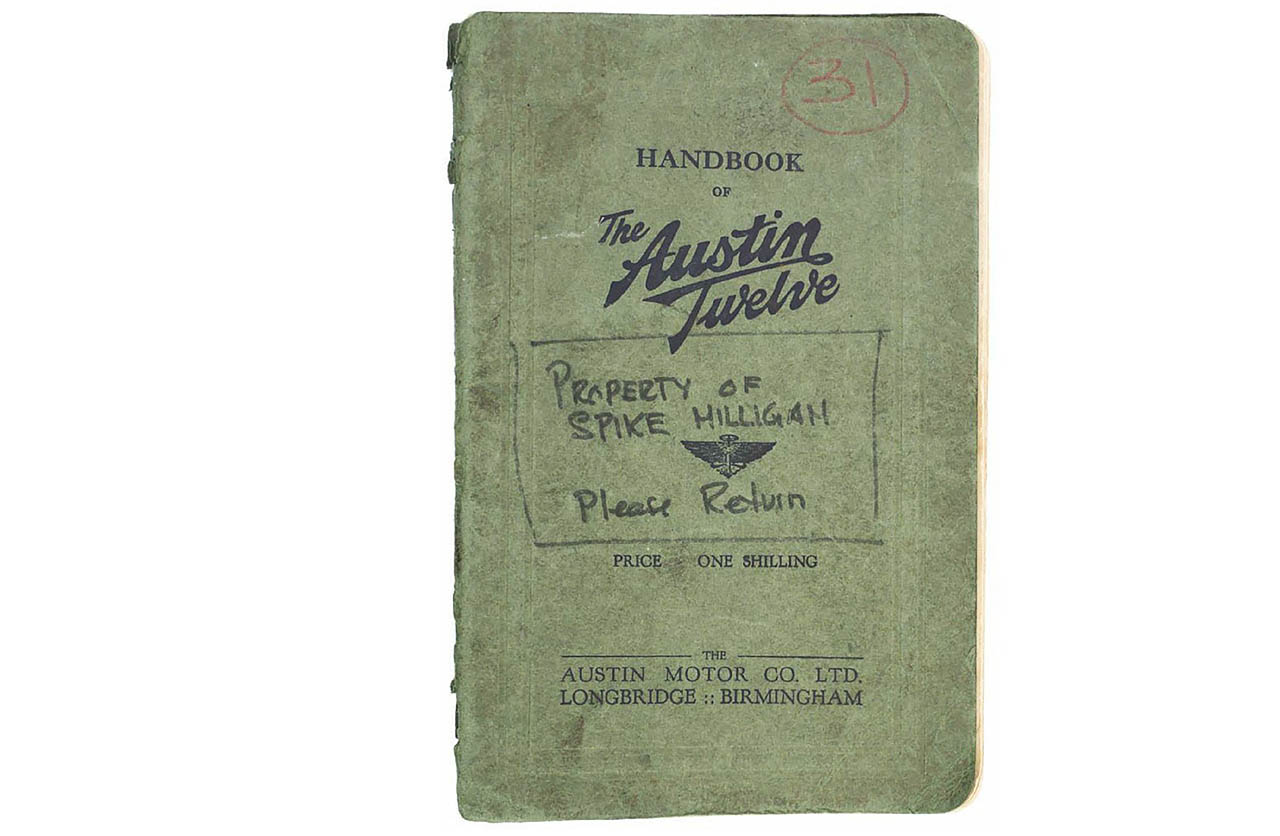 31
HANDBOOK
OF
The Austin
Twelve
PROPERTY OF
SPIKE MILLIGAN
Please Return
PRICE ONE SHILLING
THE
AUSTIN MOTOR CO. LTD.
LONGBRIDGE :: BIRMINGHAM